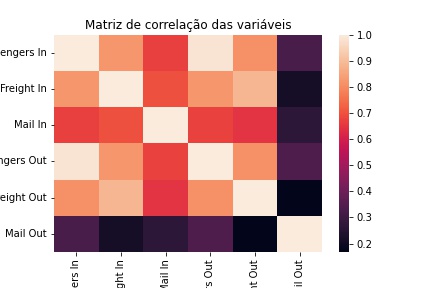 Matriz de correlação das variáveis
engers In
Freight In
Mail In
ngers Out
eight Out
Mail Out
1.0
0.9
0.8
0.7
0.6
0.5
0.4
0.3
0.2
ers In
ght In
Mail In
s Out
ht Out
il Out